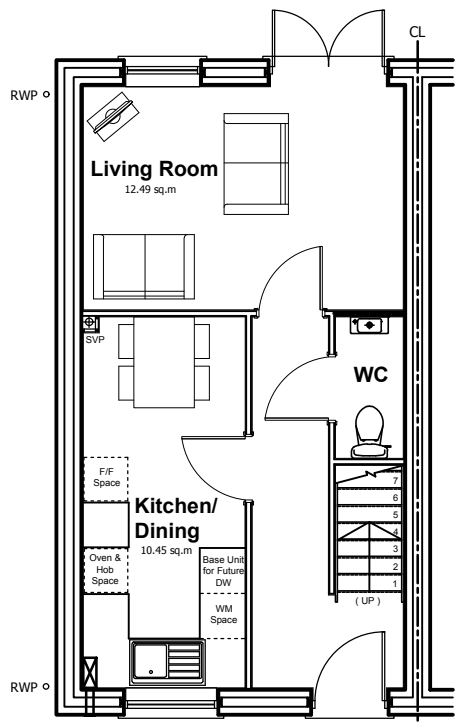 CL
RWP
Living Room
12.49 sq.m
SVP
WC
F/F
Space
Kitchen/
Dining
10.45 sq.m
Oven &
Hob
Space
Base Unit
for Future
DW
WM
Space
7
6
5
4
3
2
1
( UP )
RWP